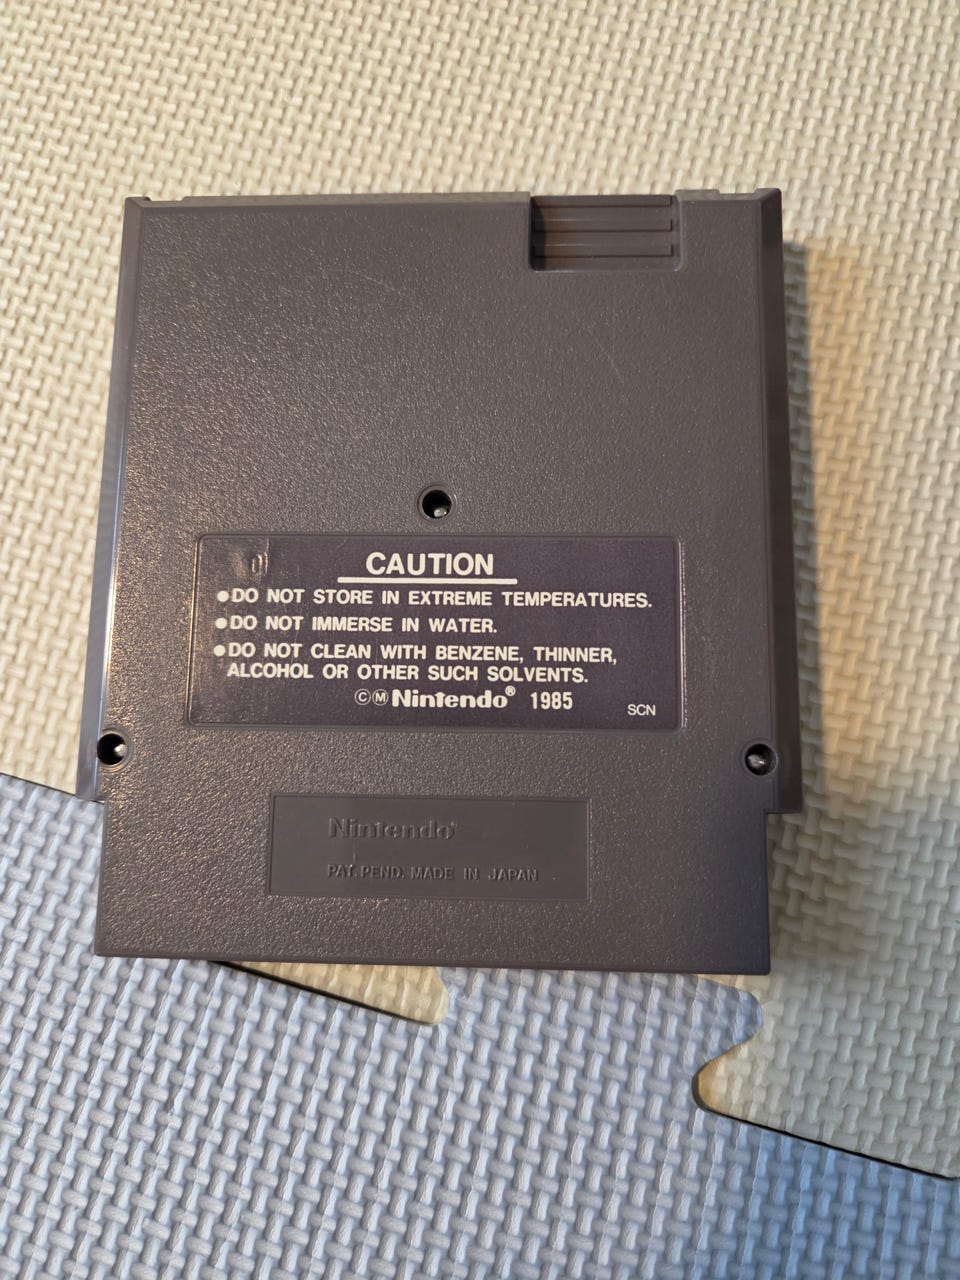 CAUTION
●DO NOT STORE IN EXTREME TEMPERATURES.
●DO NOT IMMERSE IN WATER.
●DO NOT CLEAN WITH BENZENE, THINNER,
ALCOHOL OR OTHER SUCH SOLVENTS.
©Ⓜ Nintendo® 1985
SCN
Nintendo®
PAT. PEND. MADE IN JAPAN